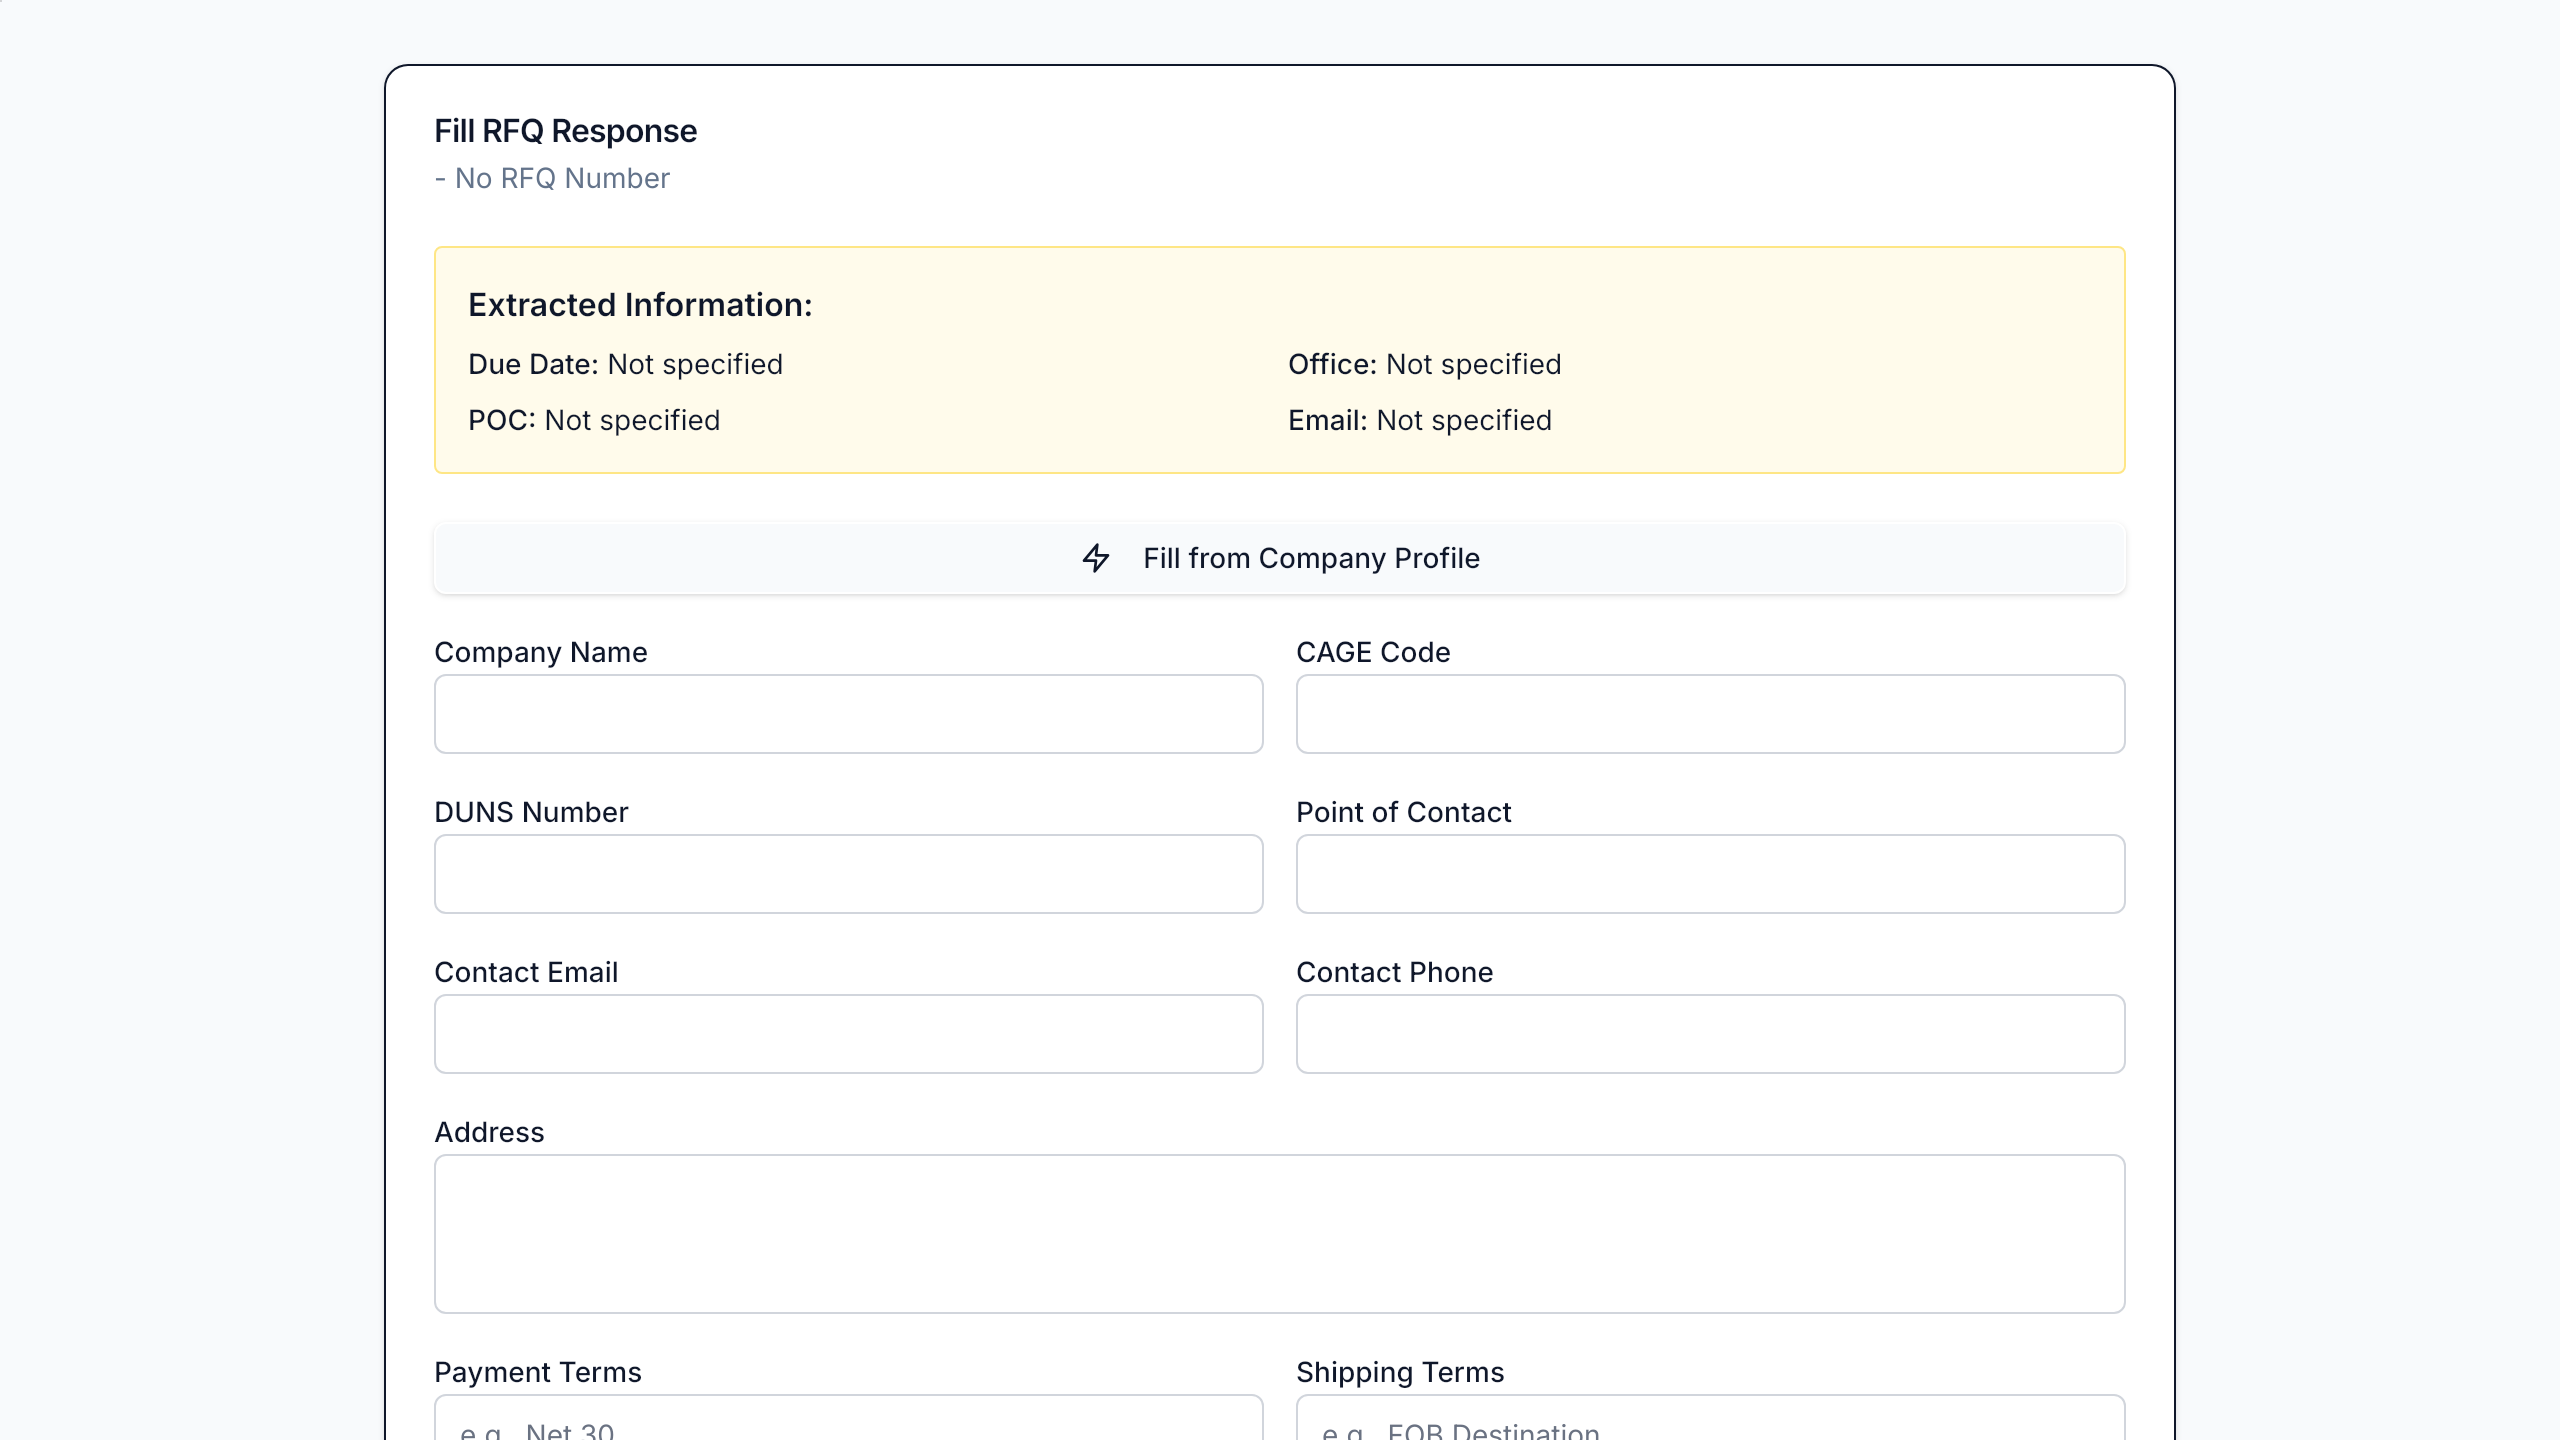 Fill RFQ Response
- No RFQ Number
Extracted Information:
Due Date: Not specified
Office: Not specified
POC: Not specified
Email: Not specified
Fill from Company Profile
Company Name
CAGE Code
DUNS Number
Point of Contact
Contact Email
Contact Phone
Address
Payment Terms
Shipping Terms
e.g., Net 30
e.g., FOB Destination